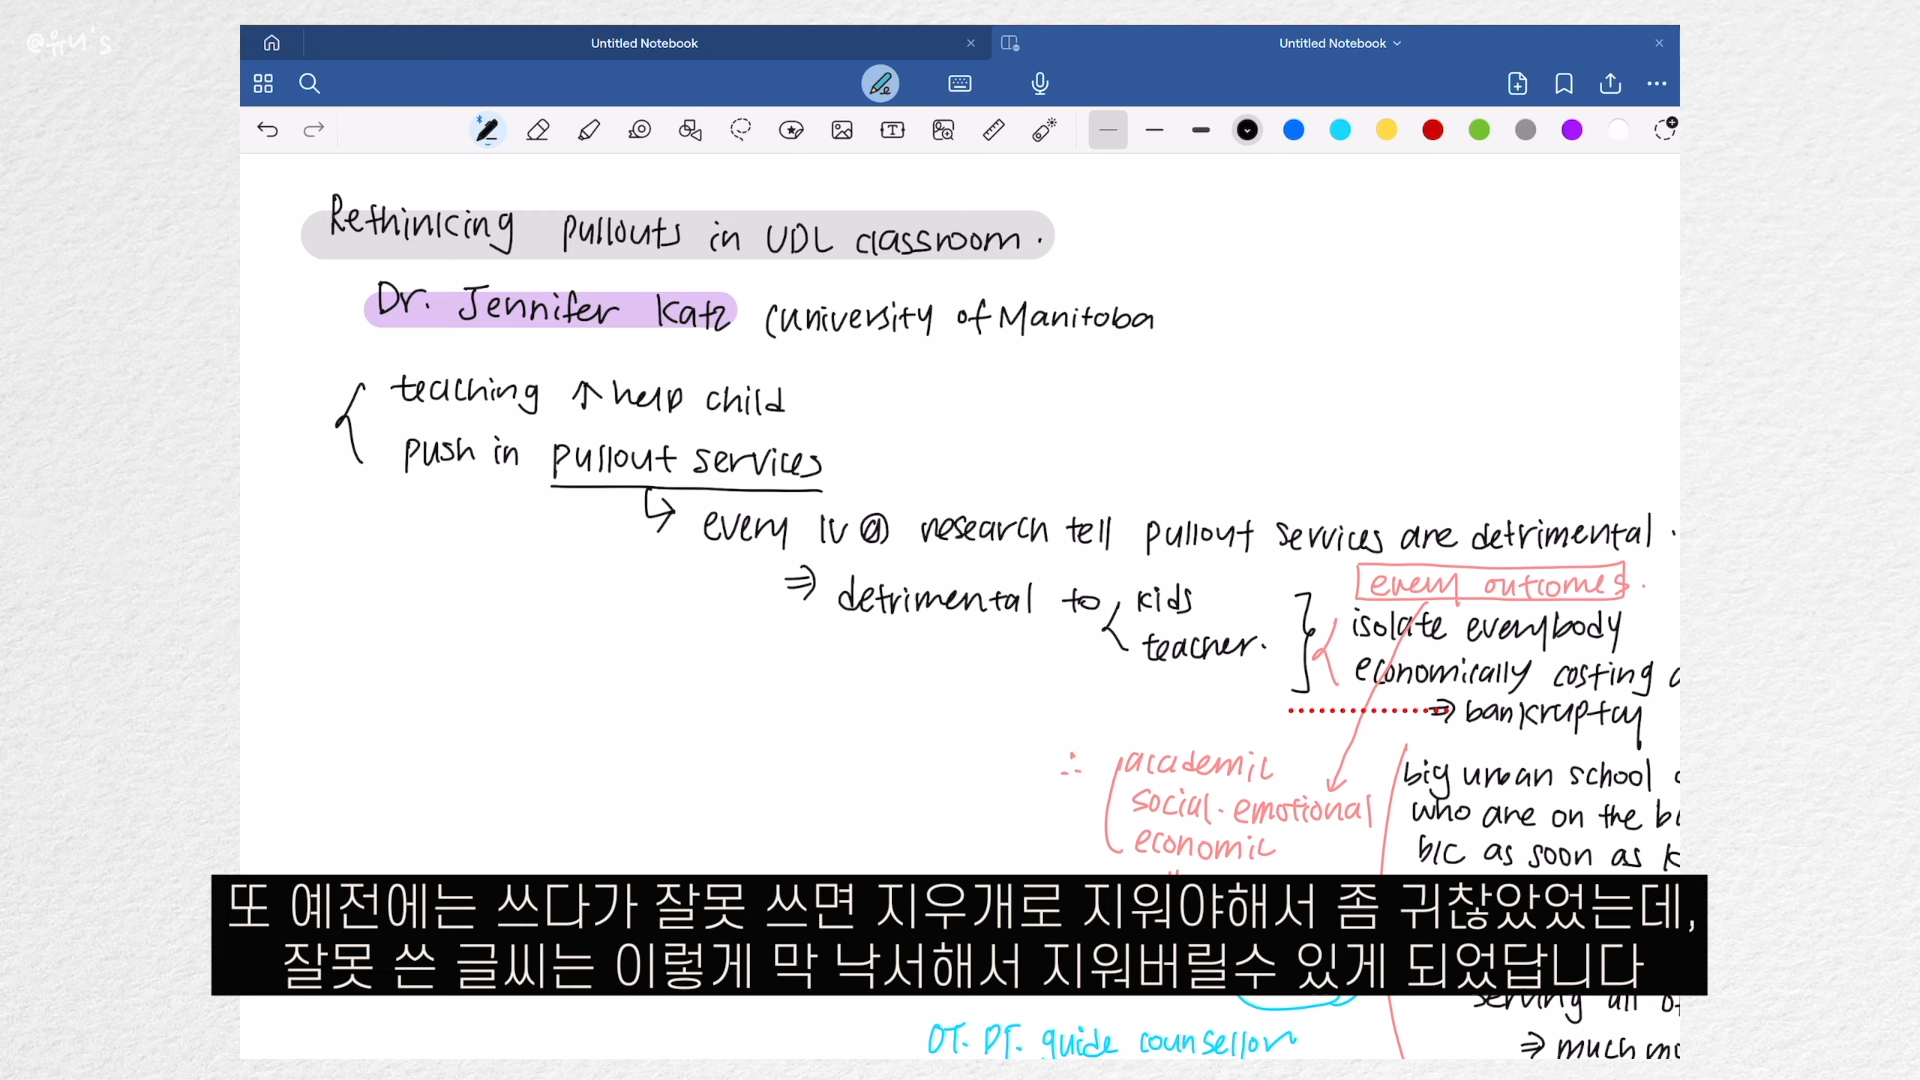 @유니's
Untitled Notebook
Untitled Notebook
Rethinking pullouts in UDL classroom.
Dr. Jennifer Katz (university of Manitoba
teaching ↑ help child
push in pullout services
↳ every research tell pullout services are detrimental.
⇒ detrimental to kids
teacher.
every outcomes.
isolate everybody
economically costing
⇒ bankruptcy
∴ academic
social. emotional
economic
big urban school
who are on the
b/c as soon as
또 예전에는 쓰다가 잘못 쓰면 지우개로 지워야해서 좀 귀찮았었는데,
잘못 쓴 글씨는 이렇게 막 낙서해서 지워버릴수 있게 되었답니다
serving all
OT. PT. guide counsellor
⇒ much